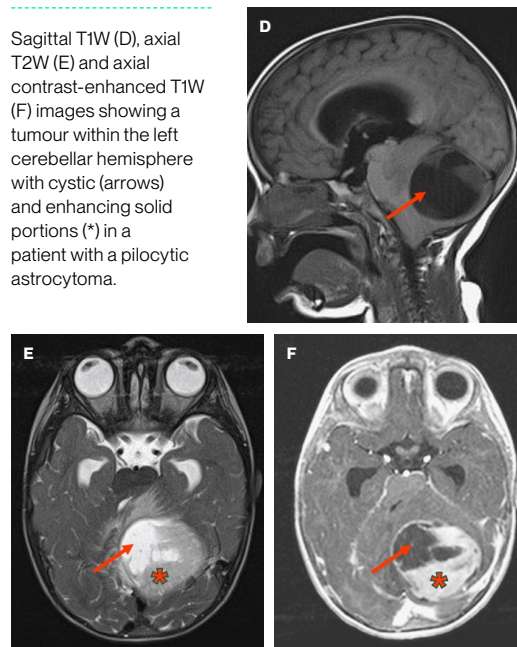 Sagittal T1W (D), axial
T2W (E) and axial
contrast-enhanced T1W
(F) images showing a
tumour within the left
cerebellar hemisphere
with cystic (arrows)
and enhancing solid
portions (*) in a
patient with a pilocytic
astrocytoma.
D
E
F
*
*